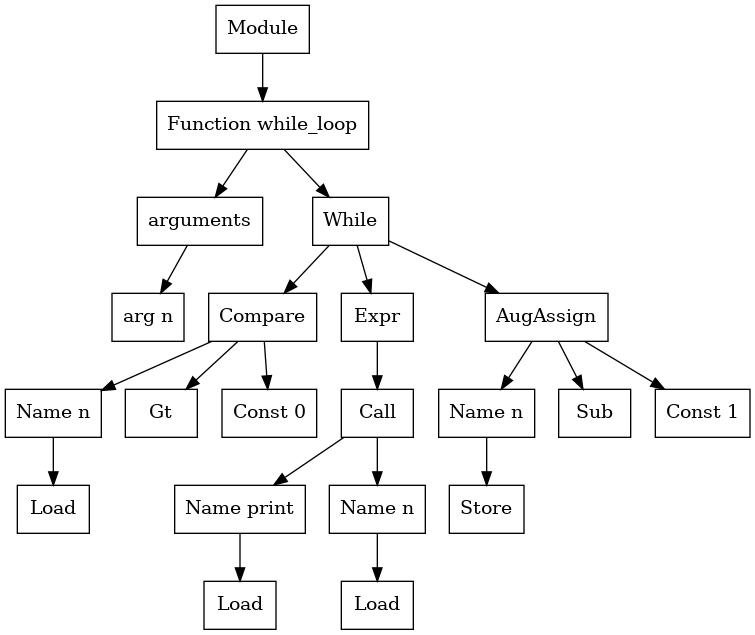 Module
Function while_loop
arguments
While
arg n
Compare
Expr
AugAssign
Name n
Gt
Const 0
Call
Name n
Sub
Const 1
Load
Name print
Name n
Store
Load
Load